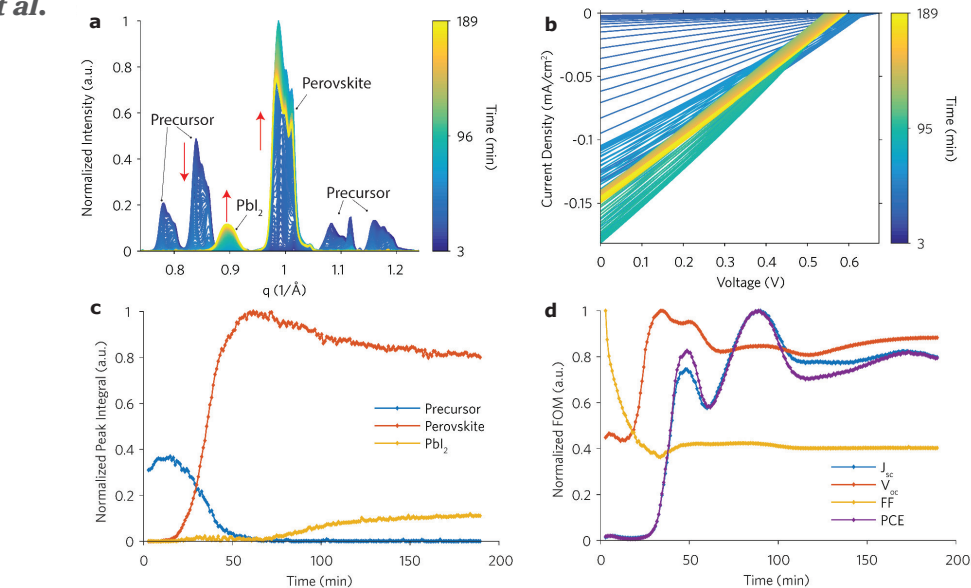 et al.
a
Normalized Intensity (a.u.)
1
0.8
0.6
0.4
0.2
0
0.8
0.9
1
1.1
1.2
q (1/Å)
Precursor
PbI2
Perovskite
Precursor
189
96
3
Time (min)
b
Current Density (mA/cm2)
0
-0.05
-0.1
-0.15
0
0.1
0.2
0.3
0.4
0.5
0.6
Voltage (V)
189
95
3
Time (min)
c
Normalized Peak Integral (a.u.)
1
0.8
0.6
0.4
0.2
0
0
50
100
150
200
Time (min)
Precursor
Perovskite
PbI2
d
Normalized FOM (a.u.)
1
0.8
0.6
0.4
0.2
0
0
50
100
150
200
Time (min)
Jsc
Voc
FF
PCE